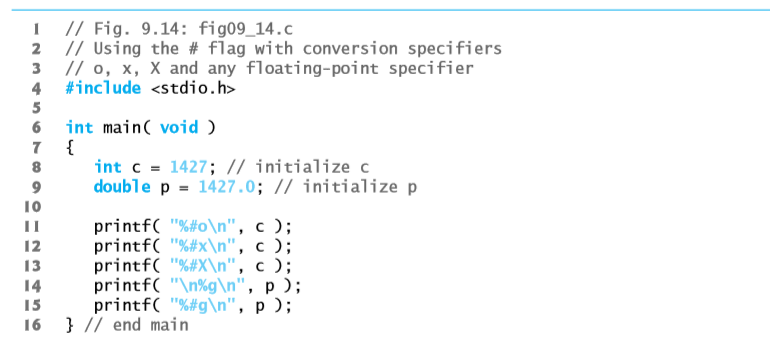 1 // Fig. 9.14: fig09_14.c
2 // Using the # flag with conversion specifiers
3 // o, x, X and any floating-point specifier
4 #include <stdio.h>
5
6 int main( void )
7 {
8 int c = 1427; // initialize c
9 double p = 1427.0; // initialize p
10
11 printf( "%#o\n", c );
12 printf( "%#x\n", c );
13 printf( "%#X\n", c );
14 printf( "\n%g\n", p );
15 printf( "%#g\n", p );
16 } // end main